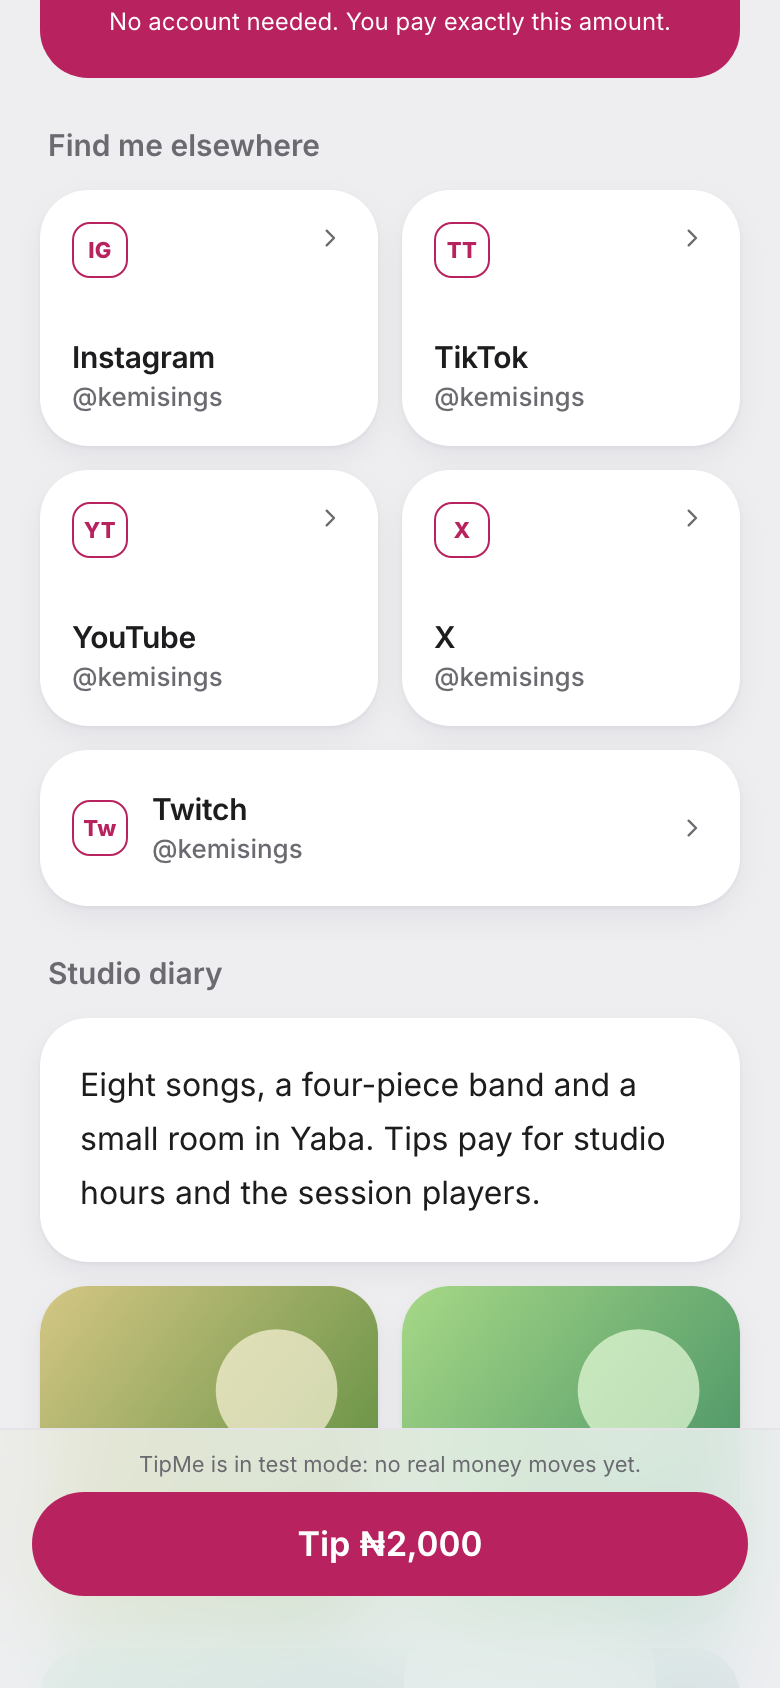 No account needed. You pay exactly this amount.
Find me elsewhere
IG
Instagram
@kemisings
TT
TikTok
@kemisings
YT
YouTube
@kemisings
X
X
@kemisings
Tw
Twitch
@kemisings
Studio diary
Eight songs, a four-piece band and a
small room in Yaba. Tips pay for studio
hours and the session players.
TipMe is in test mode: no real money moves yet.
Tip ₦2,000